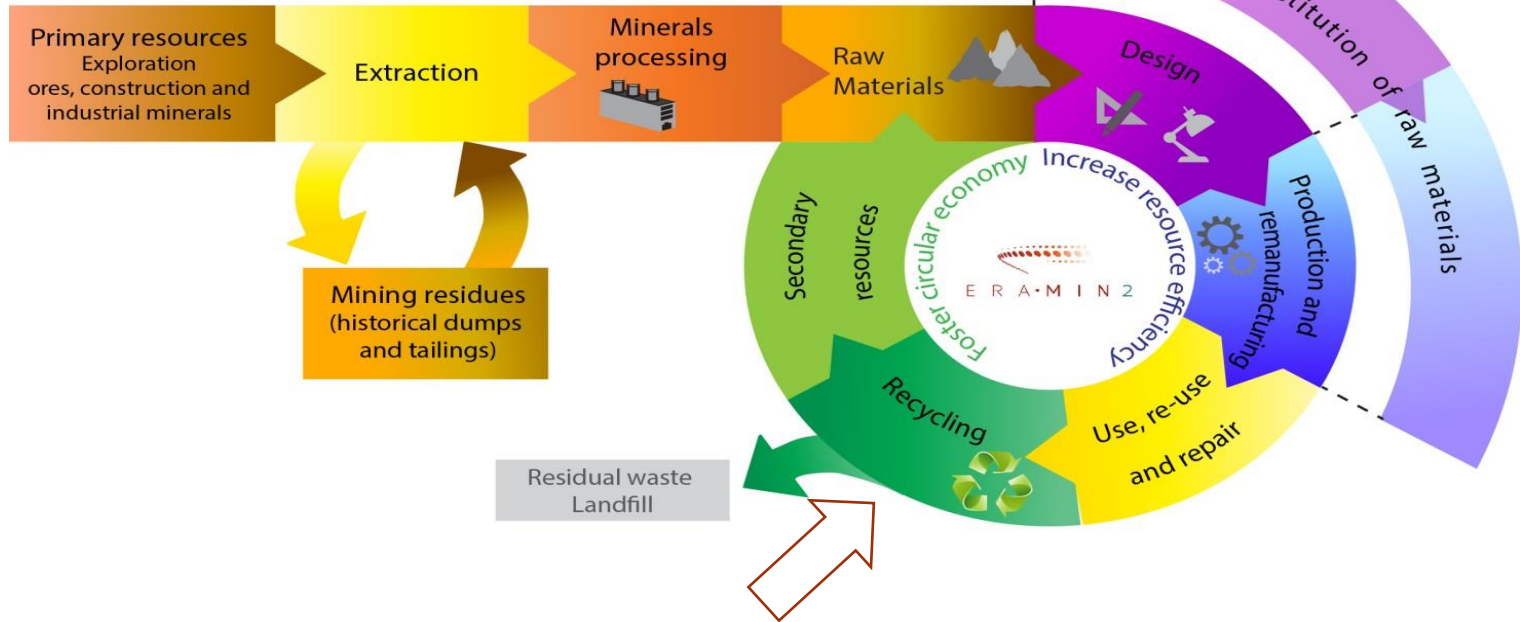 Primary resources
Exploration
ores, construction and
industrial minerals
Extraction
Minerals
processing
Raw
Materials
Design
Production and
remanufacturing
Use, re-use
and repair
Recycling
Secondary
resources
Foster circular economy
Increase resource efficiency
ERA•MIN2
Mining residues
(historical dumps
and tailings)
Residual waste
Landfill
of raw materials